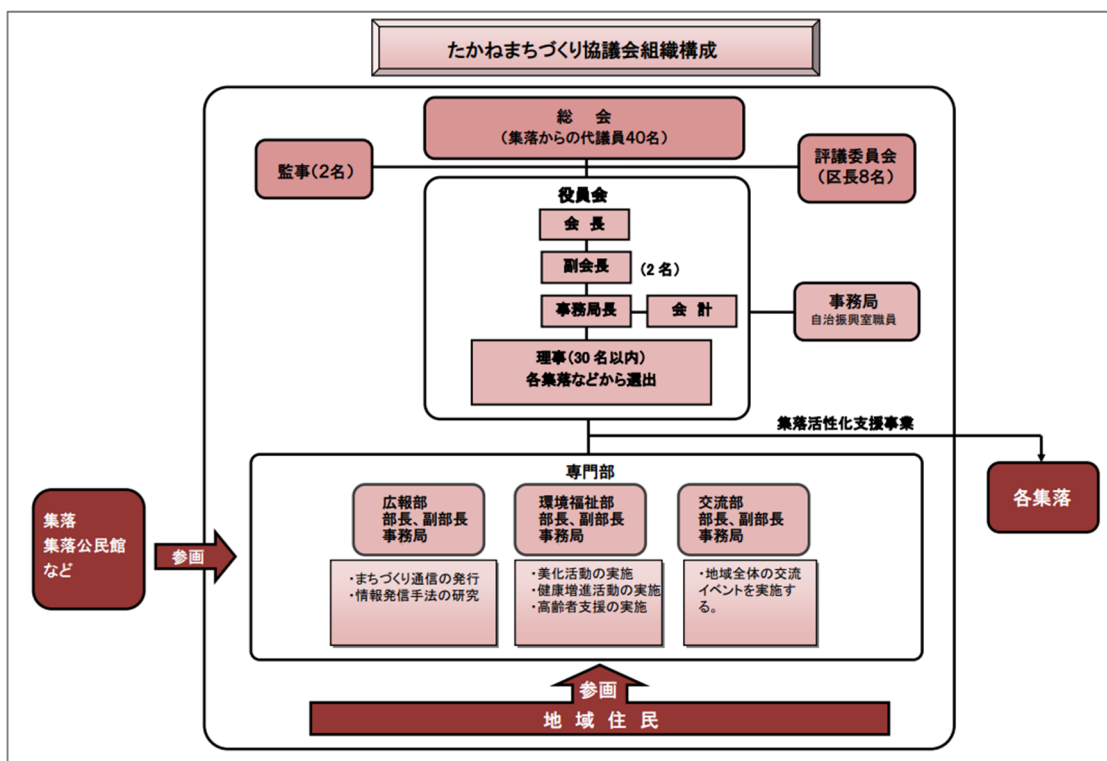 たかねまちづくり協議会組織構成
総　会
(集落からの代議員40名)
監事(2名)
評議委員会
(区長8名)
役員会
会 長
副会長
(2 名)
事務局長
会 計
事務局
自治振興室職員
理事(30 名以内)
各集落などから選出
集落活性化支援事業
各集落
専門部
集落
集落公民館
など
参画
広報部
部長、副部長
事務局
・まちづくり通信の発行
・情報発信手法の研究
環境福祉部
部長、副部長
事務局
・美化活動の実施
・健康増進活動の実施
・高齢者支援の実施
交流部
部長、副部長
事務局
・地域全体の交流
イベントを実施す
る。
参画
地 域 住 民